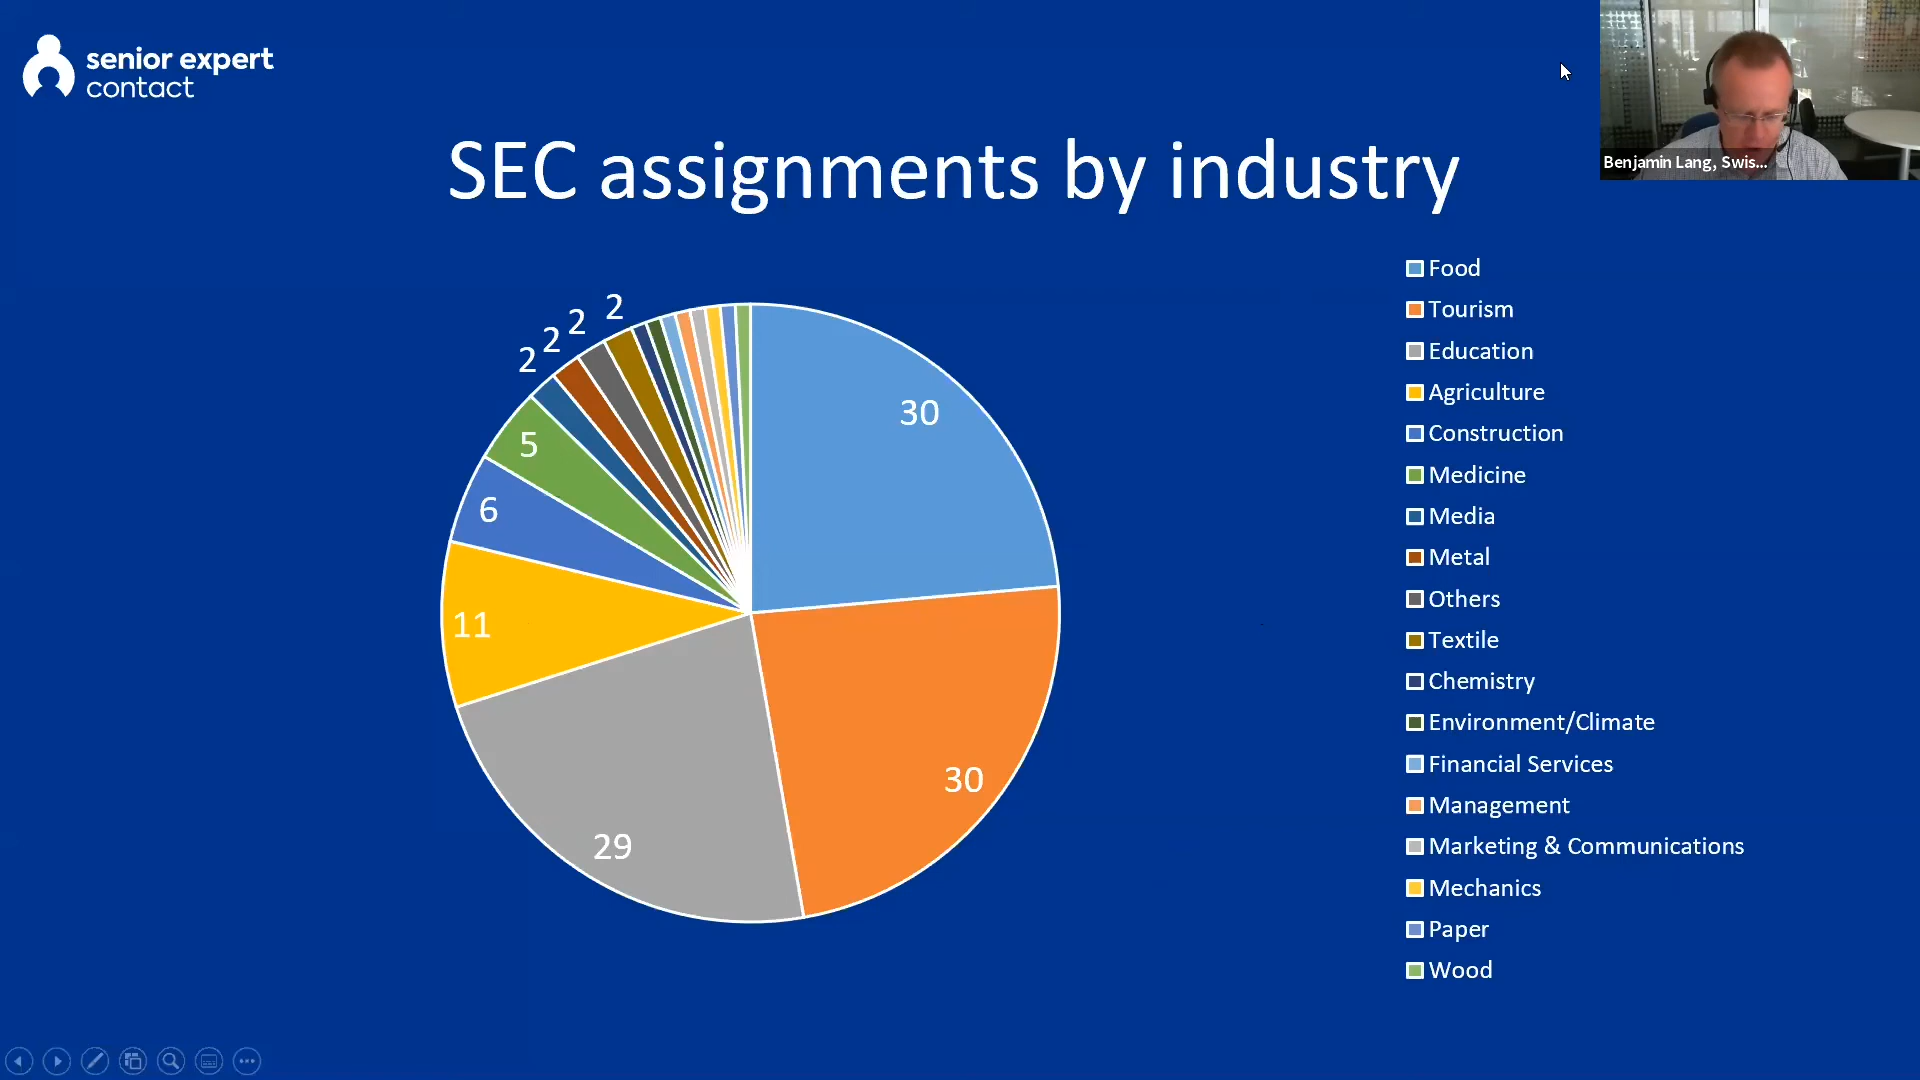 senior expert
contact
Benjamin Lang, Swis...
SEC assignments by industry
30
30
29
11
6
5
2
2
2
2
Food
Tourism
Education
Agriculture
Construction
Medicine
Media
Metal
Others
Textile
Chemistry
Environment/Climate
Financial Services
Management
Marketing & Communications
Mechanics
Paper
Wood